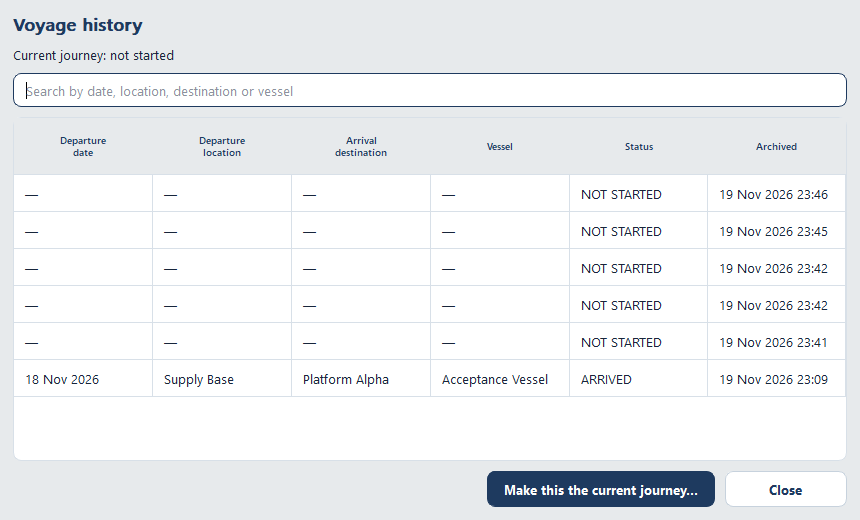 Voyage history
Current journey: not started
Search by date, location, destination or vessel
Departure date | Departure location | Arrival destination | Vessel | Status | Archived
— | — | — | — | NOT STARTED | 19 Nov 2026 23:46
— | — | — | — | NOT STARTED | 19 Nov 2026 23:45
— | — | — | — | NOT STARTED | 19 Nov 2026 23:42
— | — | — | — | NOT STARTED | 19 Nov 2026 23:42
— | — | — | — | NOT STARTED | 19 Nov 2026 23:41
18 Nov 2026 | Supply Base | Platform Alpha | Acceptance Vessel | ARRIVED | 19 Nov 2026 23:09
Make this the current journey... Close